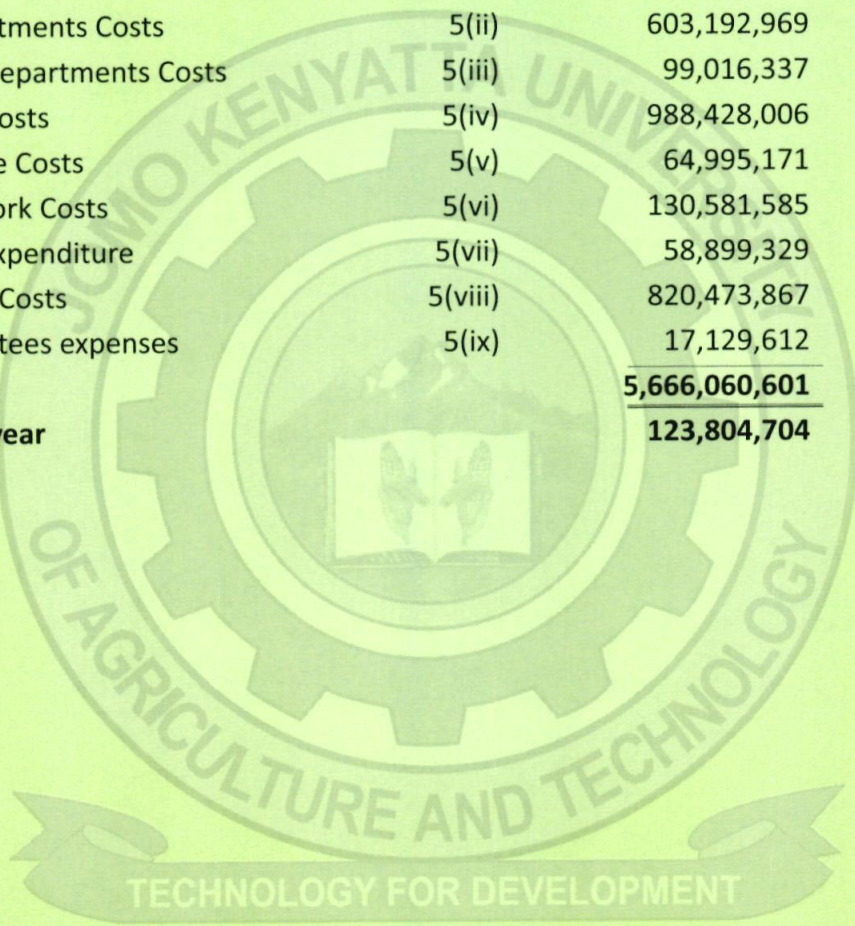 tments Costs 5(ii) 603,192,969
epartments Costs 5(iii) 99,016,337
osts 5(iv) 988,428,006
e Costs 5(v) 64,995,171
ork Costs 5(vi) 130,581,585
xpenditure 5(vii) 58,899,329
Costs 5(viii) 820,473,867
tees expenses 5(ix) 17,129,612
5,666,060,601
year 123,804,704
JOMO KENYATTA UNIVERSITY
OF AGRICULTURE AND TECHNOLOGY
TECHNOLOGY FOR DEVELOPMENT